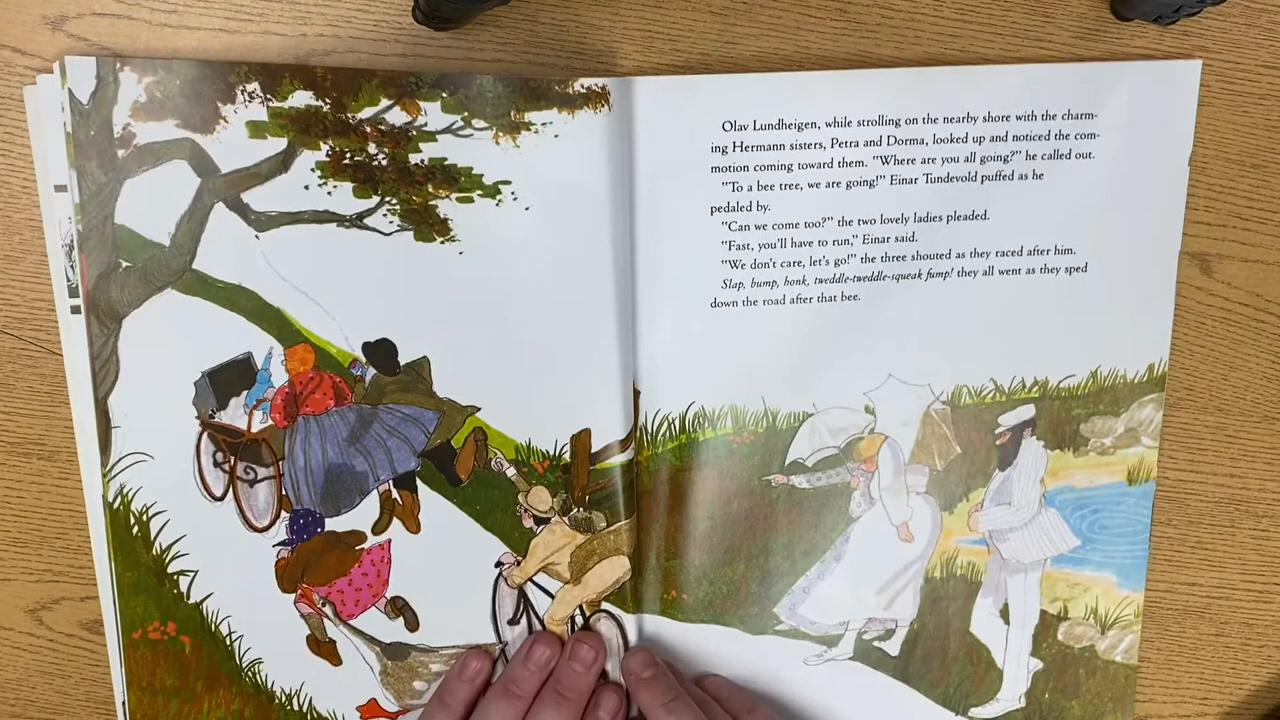 Olav Lundheigen, while strolling on the nearby shore with the charm-
ing Hermann sisters, Petra and Dorma, looked up and noticed the com-
motion coming toward them. "Where are you all going?" he called out.
"To a bee tree, we are going!" Einar Tundevold puffed as he
pedaled by.
"Can we come too?" the two lovely ladies pleaded.
"Fast, you'll have to run," Einar said.
"We don't care, let's go!" the three shouted as they raced after him.
Slap, bump, honk, tweddle-tweddle-squeak fump! they all went as they sped
down the road after that bee.